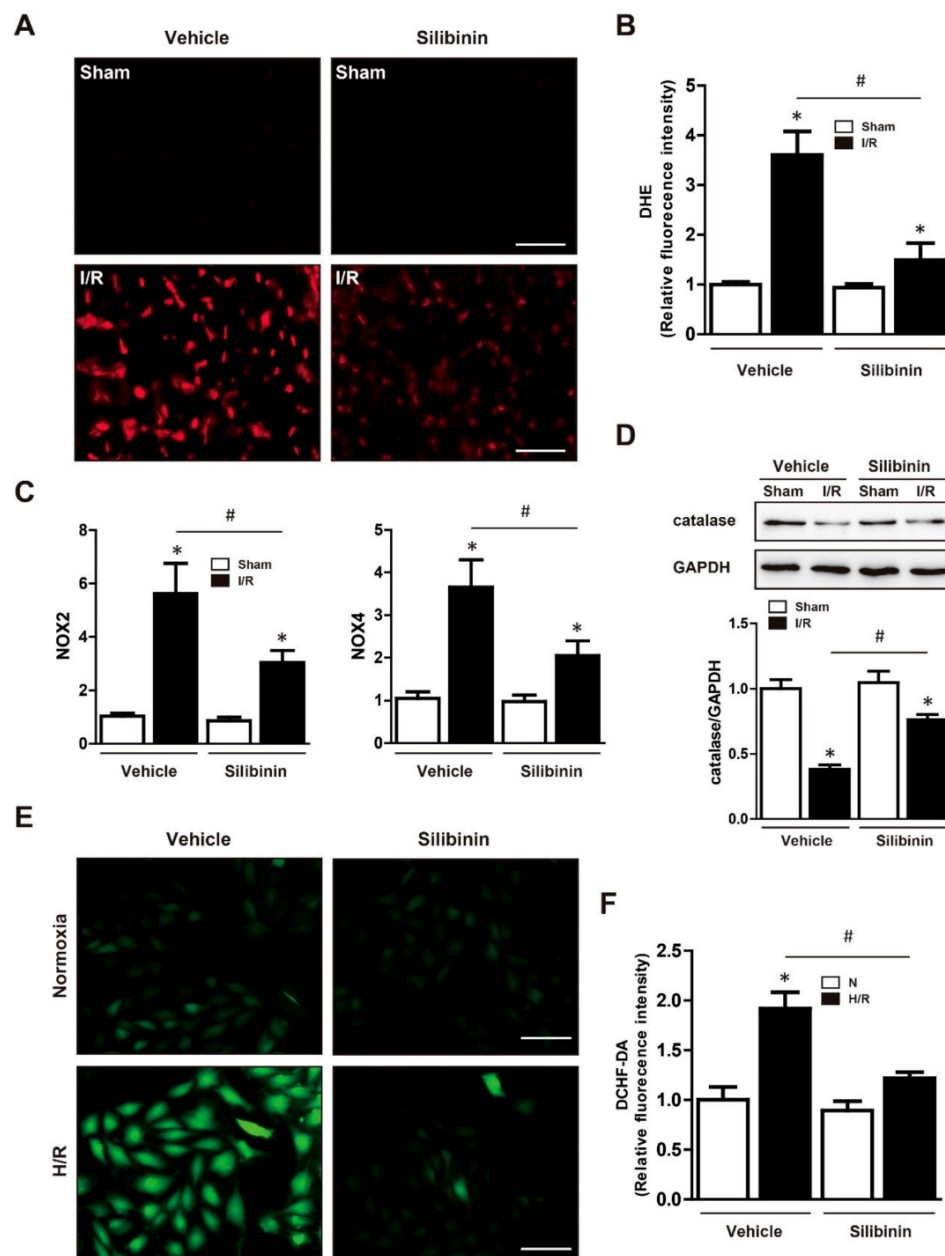 A
Vehicle Silibinin
Sham Sham
I/R I/R
B
DHE
(Relative fluorecence intensity)
5
4
3
2
1
0
#
* *
Sham
I/R
Vehicle Silibinin
C
NOX2
8
6
4
2
0
#
* *
Sham
I/R
Vehicle Silibinin
NOX4
5
4
3
2
1
0
#
* *
Vehicle Silibinin
D
Vehicle Silibinin
Sham I/R Sham I/R
catalase
GAPDH
Sham
I/R
catalase/GAPDH
1.5
1.0
0.5
0.0
#
* *
Vehicle Silibinin
E
Vehicle Silibinin
Normoxia
H/R
F
DCHF-DA
(Relative fluorescence intensity)
2.5
2.0
1.5
1.0
0.5
0.0
#
*
N
H/R
Vehicle Silibinin